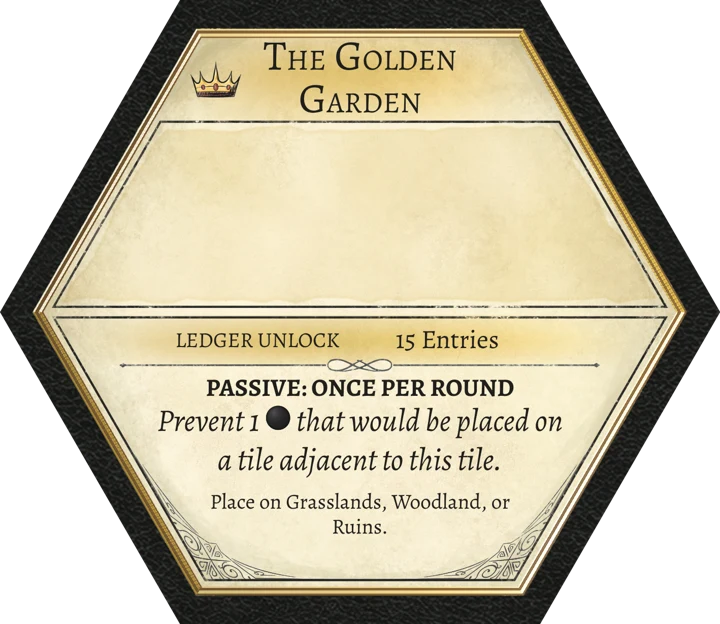 The Golden
Garden
LEDGER UNLOCK 15 Entries
PASSIVE: ONCE PER ROUND
Prevent 1 that would be placed on
a tile adjacent to this tile.
Place on Grasslands, Woodland, or
Ruins.